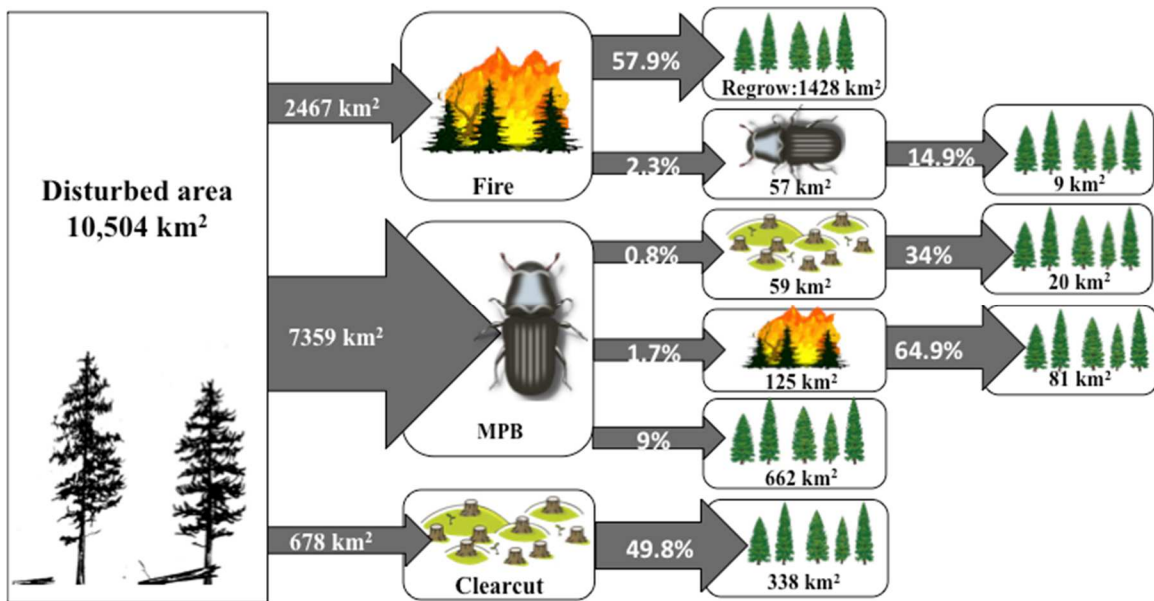 Disturbed area
10,504 km²
2467 km²
Fire
57.9%
Regrow:1428 km²
2.3%
57 km²
14.9%
9 km²
7359 km²
MPB
0.8%
59 km²
34%
20 km²
1.7%
125 km²
64.9%
81 km²
9%
662 km²
678 km²
Clearcut
49.8%
338 km²